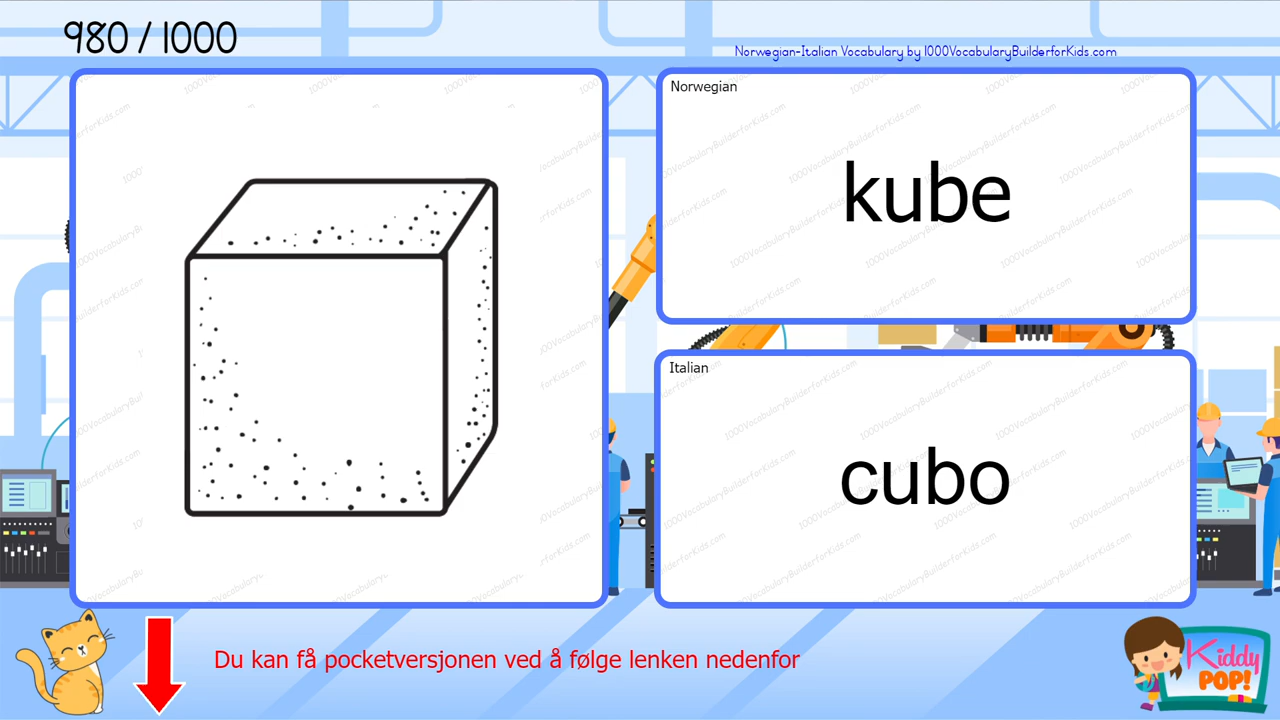 980 / 1000
Norwegian-Italian Vocabulary by 1000VocabularyBuilderforKids.com
Norwegian
kube
Italian
cubo
Du kan få pocketversjonen ved å følge lenken nedenfor
Kiddy
POP!